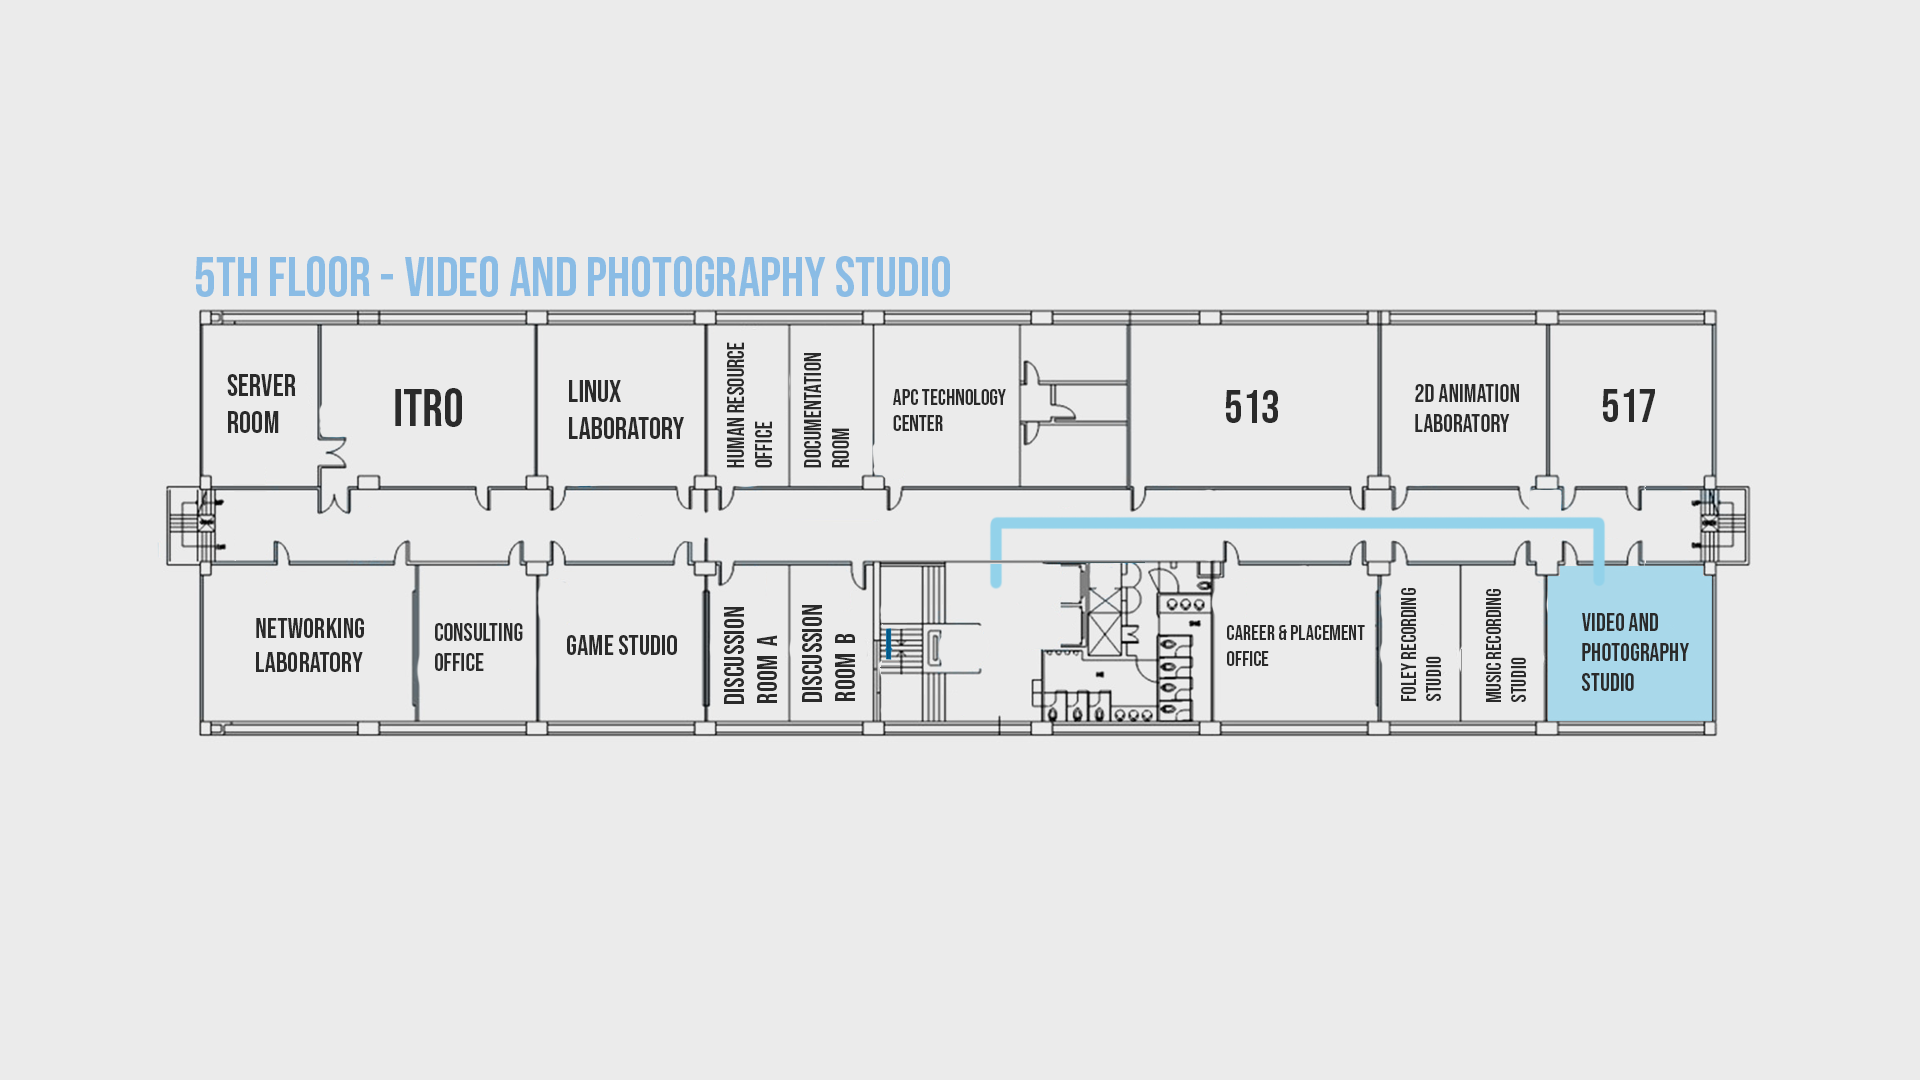 5TH FLOOR - VIDEO AND PHOTOGRAPHY STUDIO
SERVER
ROOM
ITRO
LINUX
LABORATORY
HUMAN RESOURCE
OFFICE
DOCUMENTATION
ROOM
APC TECHNOLOGY
CENTER
513
2D ANIMATION
LABORATORY
517
NETWORKING
LABORATORY
CONSULTING
OFFICE
GAME STUDIO
DISCUSSION
ROOM A
DISCUSSION
ROOM B
CAREER & PLACEMENT
OFFICE
FOLEY RECORDING
STUDIO
MUSIC RECORDING
STUDIO
VIDEO AND
PHOTOGRAPHY
STUDIO